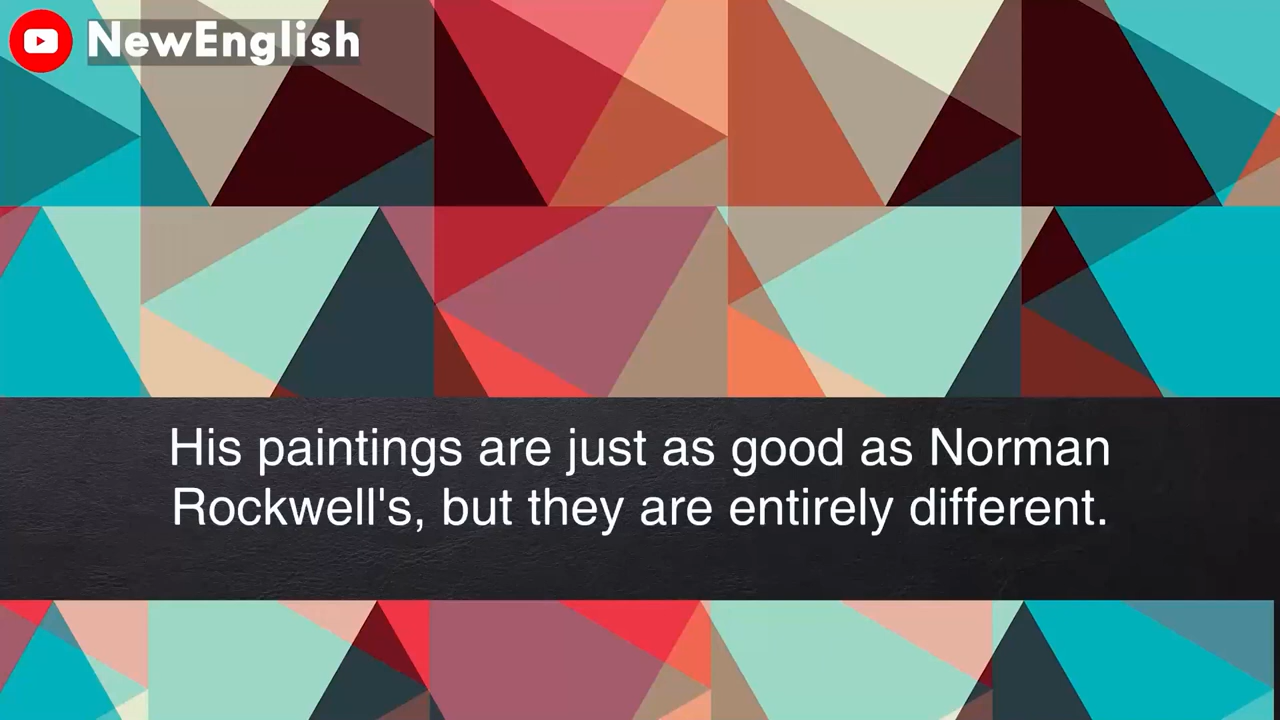 NewEnglish
His paintings are just as good as Norman
Rockwell's, but they are entirely different.